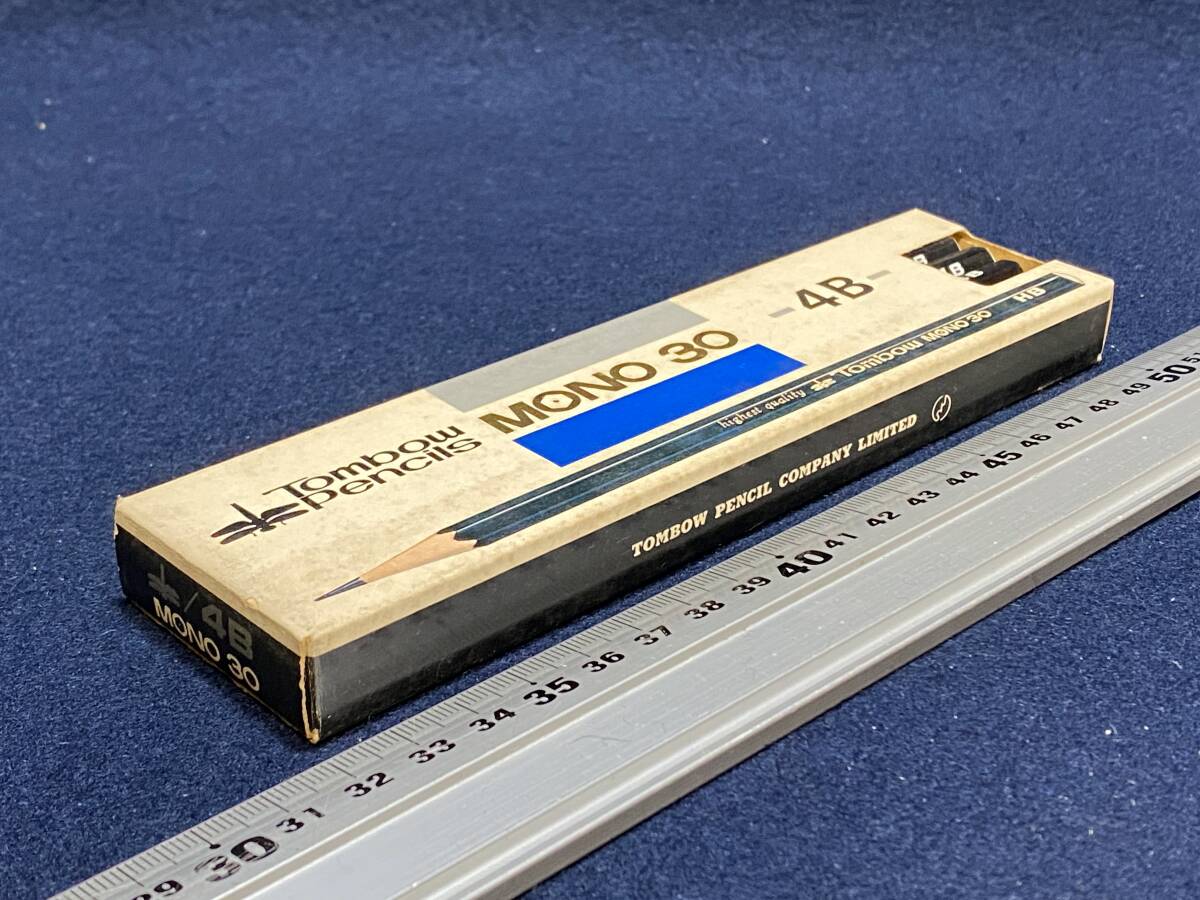 Tombow
Pencils
MONO 30
-4B-
highest quality Tombow MONO 30 HB
TOMBOW PENCIL COMPANY LIMITED
/4B
MONO 30
B
29 30 31 32 33 34 35 36 37 38 39 40 41 42 43 44 45 46 47 48 49 50 51